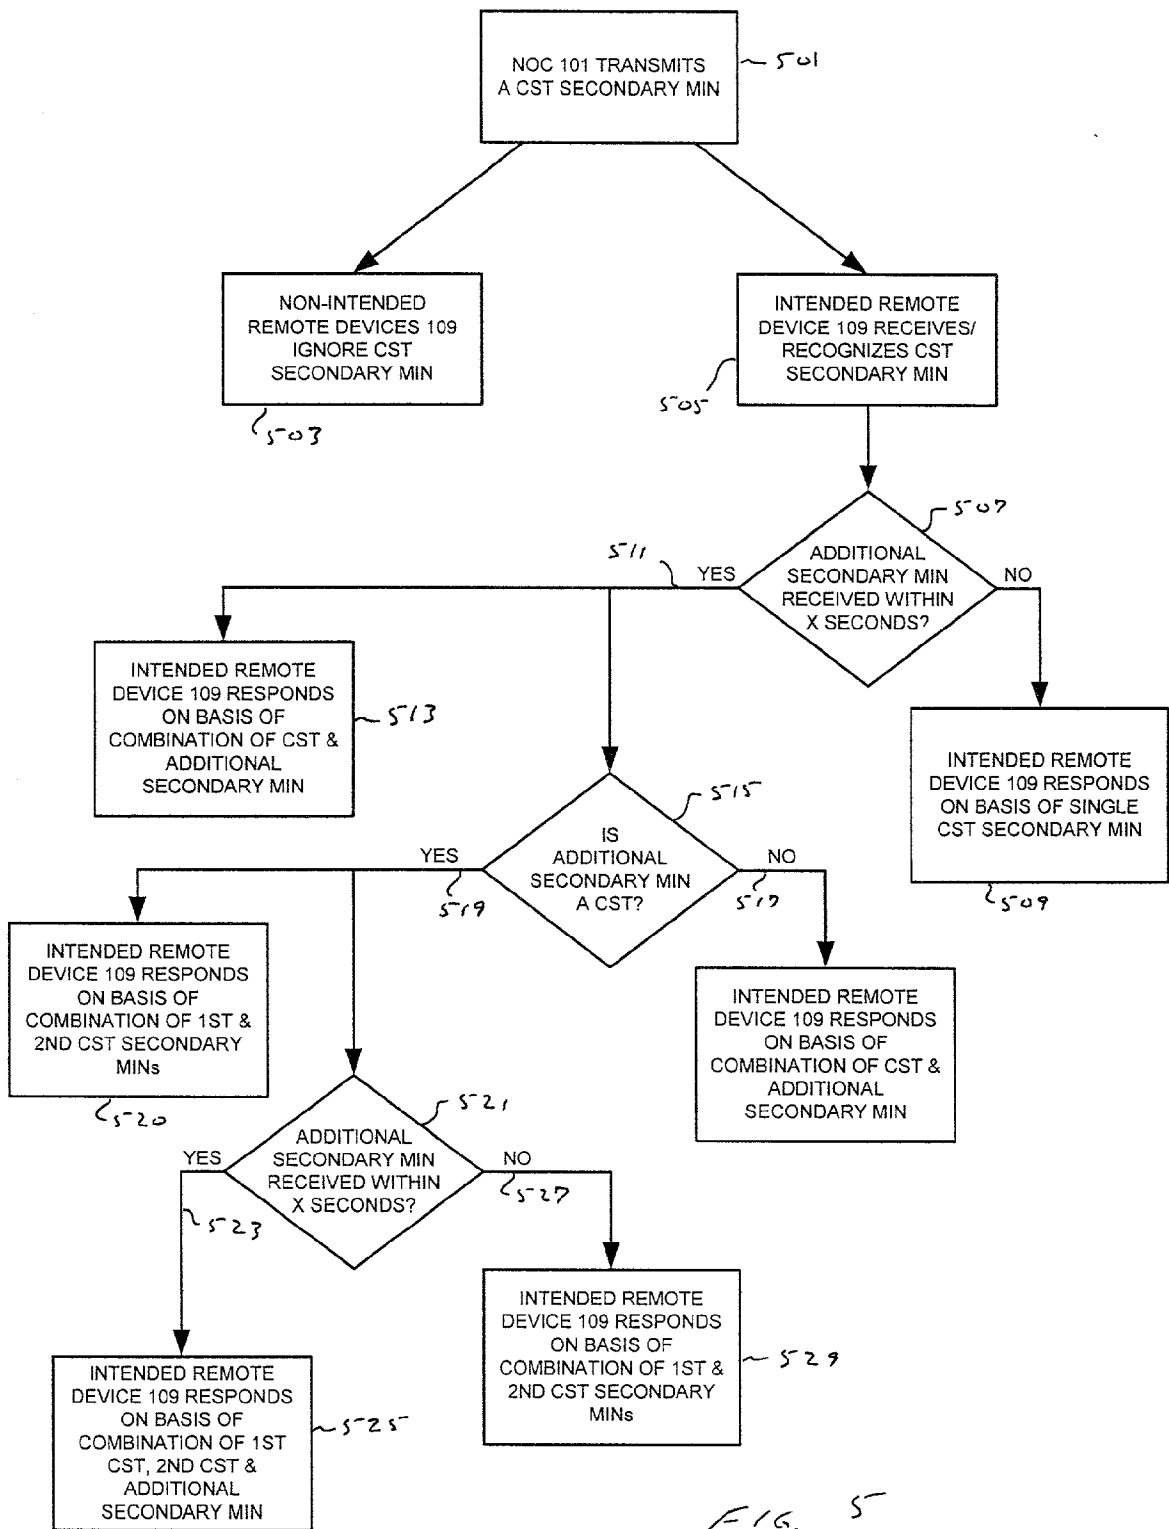 NOC 101 TRANSMITS
A CST SECONDARY MIN
501
NON-INTENDED
REMOTE DEVICES 109
IGNORE CST
SECONDARY MIN
503
INTENDED REMOTE
DEVICE 109 RECEIVES/
RECOGNIZES CST
SECONDARY MIN
505
507
ADDITIONAL
SECONDARY MIN
RECEIVED WITHIN
X SECONDS?
511
YES
NO
INTENDED REMOTE
DEVICE 109 RESPONDS
ON BASIS OF
COMBINATION OF CST &
ADDITIONAL
SECONDARY MIN
513
INTENDED REMOTE
DEVICE 109 RESPONDS
ON BASIS OF SINGLE
CST SECONDARY MIN
509
515
IS
ADDITIONAL
SECONDARY MIN
A CST?
YES
519
NO
517
INTENDED REMOTE
DEVICE 109 RESPONDS
ON BASIS OF
COMBINATION OF 1ST &
2ND CST SECONDARY
MINs
520
INTENDED REMOTE
DEVICE 109 RESPONDS
ON BASIS OF
COMBINATION OF CST &
ADDITIONAL
SECONDARY MIN
521
ADDITIONAL
SECONDARY MIN
RECEIVED WITHIN
X SECONDS?
YES
523
NO
527
INTENDED REMOTE
DEVICE 109 RESPONDS
ON BASIS OF
COMBINATION OF 1ST &
2ND CST SECONDARY
MINs
529
INTENDED REMOTE
DEVICE 109 RESPONDS
ON BASIS OF
COMBINATION OF 1ST
CST, 2ND CST &
ADDITIONAL
SECONDARY MIN
525
FIG. 5